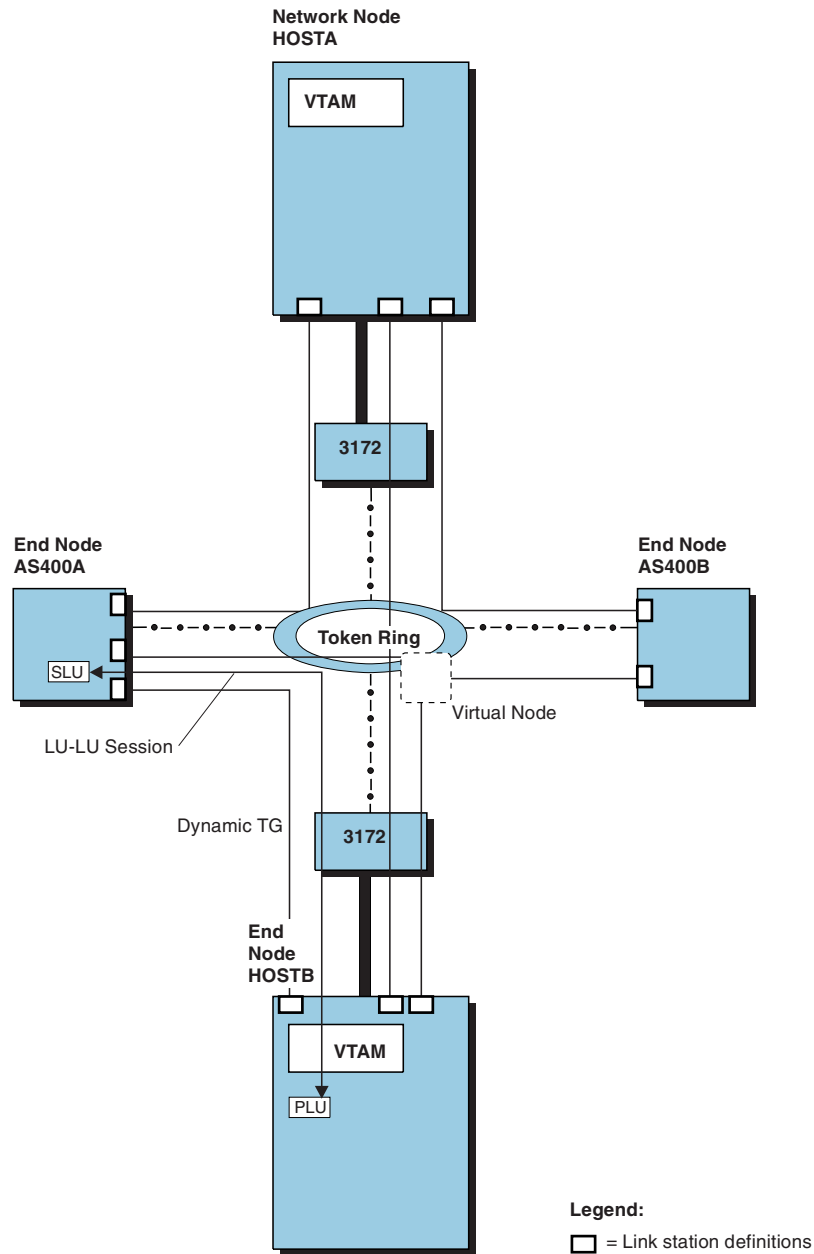 Network Node
HOSTA
VTAM
3172
End Node
AS400A
End Node
AS400B
Token Ring
SLU
Virtual Node
LU-LU Session
Dynamic TG
3172
End
Node
HOSTB
VTAM
PLU
Legend:
= Link station definitions